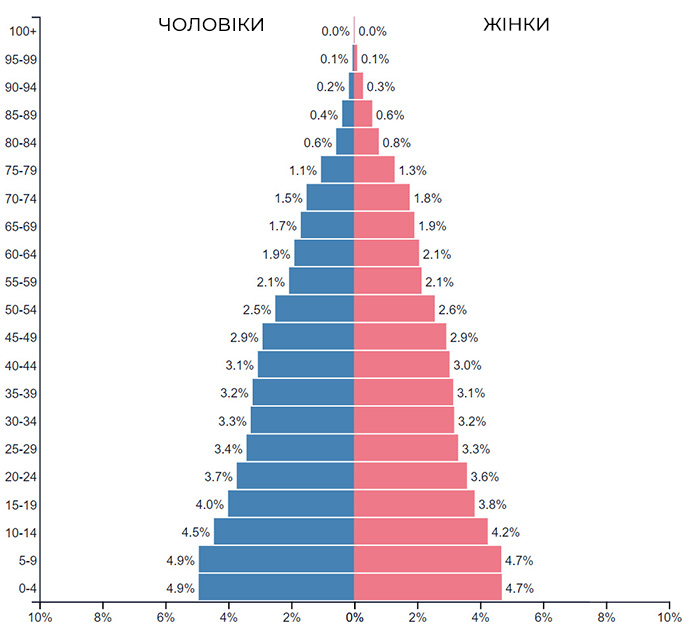 ЧОЛОВІКИ ЖІНКИ
100+ 0.0% 0.0%
95-99 0.1% 0.1%
90-94 0.2% 0.3%
85-89 0.4% 0.6%
80-84 0.6% 0.8%
75-79 1.1% 1.3%
70-74 1.5% 1.8%
65-69 1.7% 1.9%
60-64 1.9% 2.1%
55-59 2.1% 2.1%
50-54 2.5% 2.6%
45-49 2.9% 2.9%
40-44 3.1% 3.0%
35-39 3.2% 3.1%
30-34 3.3% 3.2%
25-29 3.4% 3.3%
20-24 3.7% 3.6%
15-19 4.0% 3.8%
10-14 4.5% 4.2%
5-9 4.9% 4.7%
0-4 4.9% 4.7%
10% 8% 6% 4% 2% 0% 2% 4% 6% 8% 10%